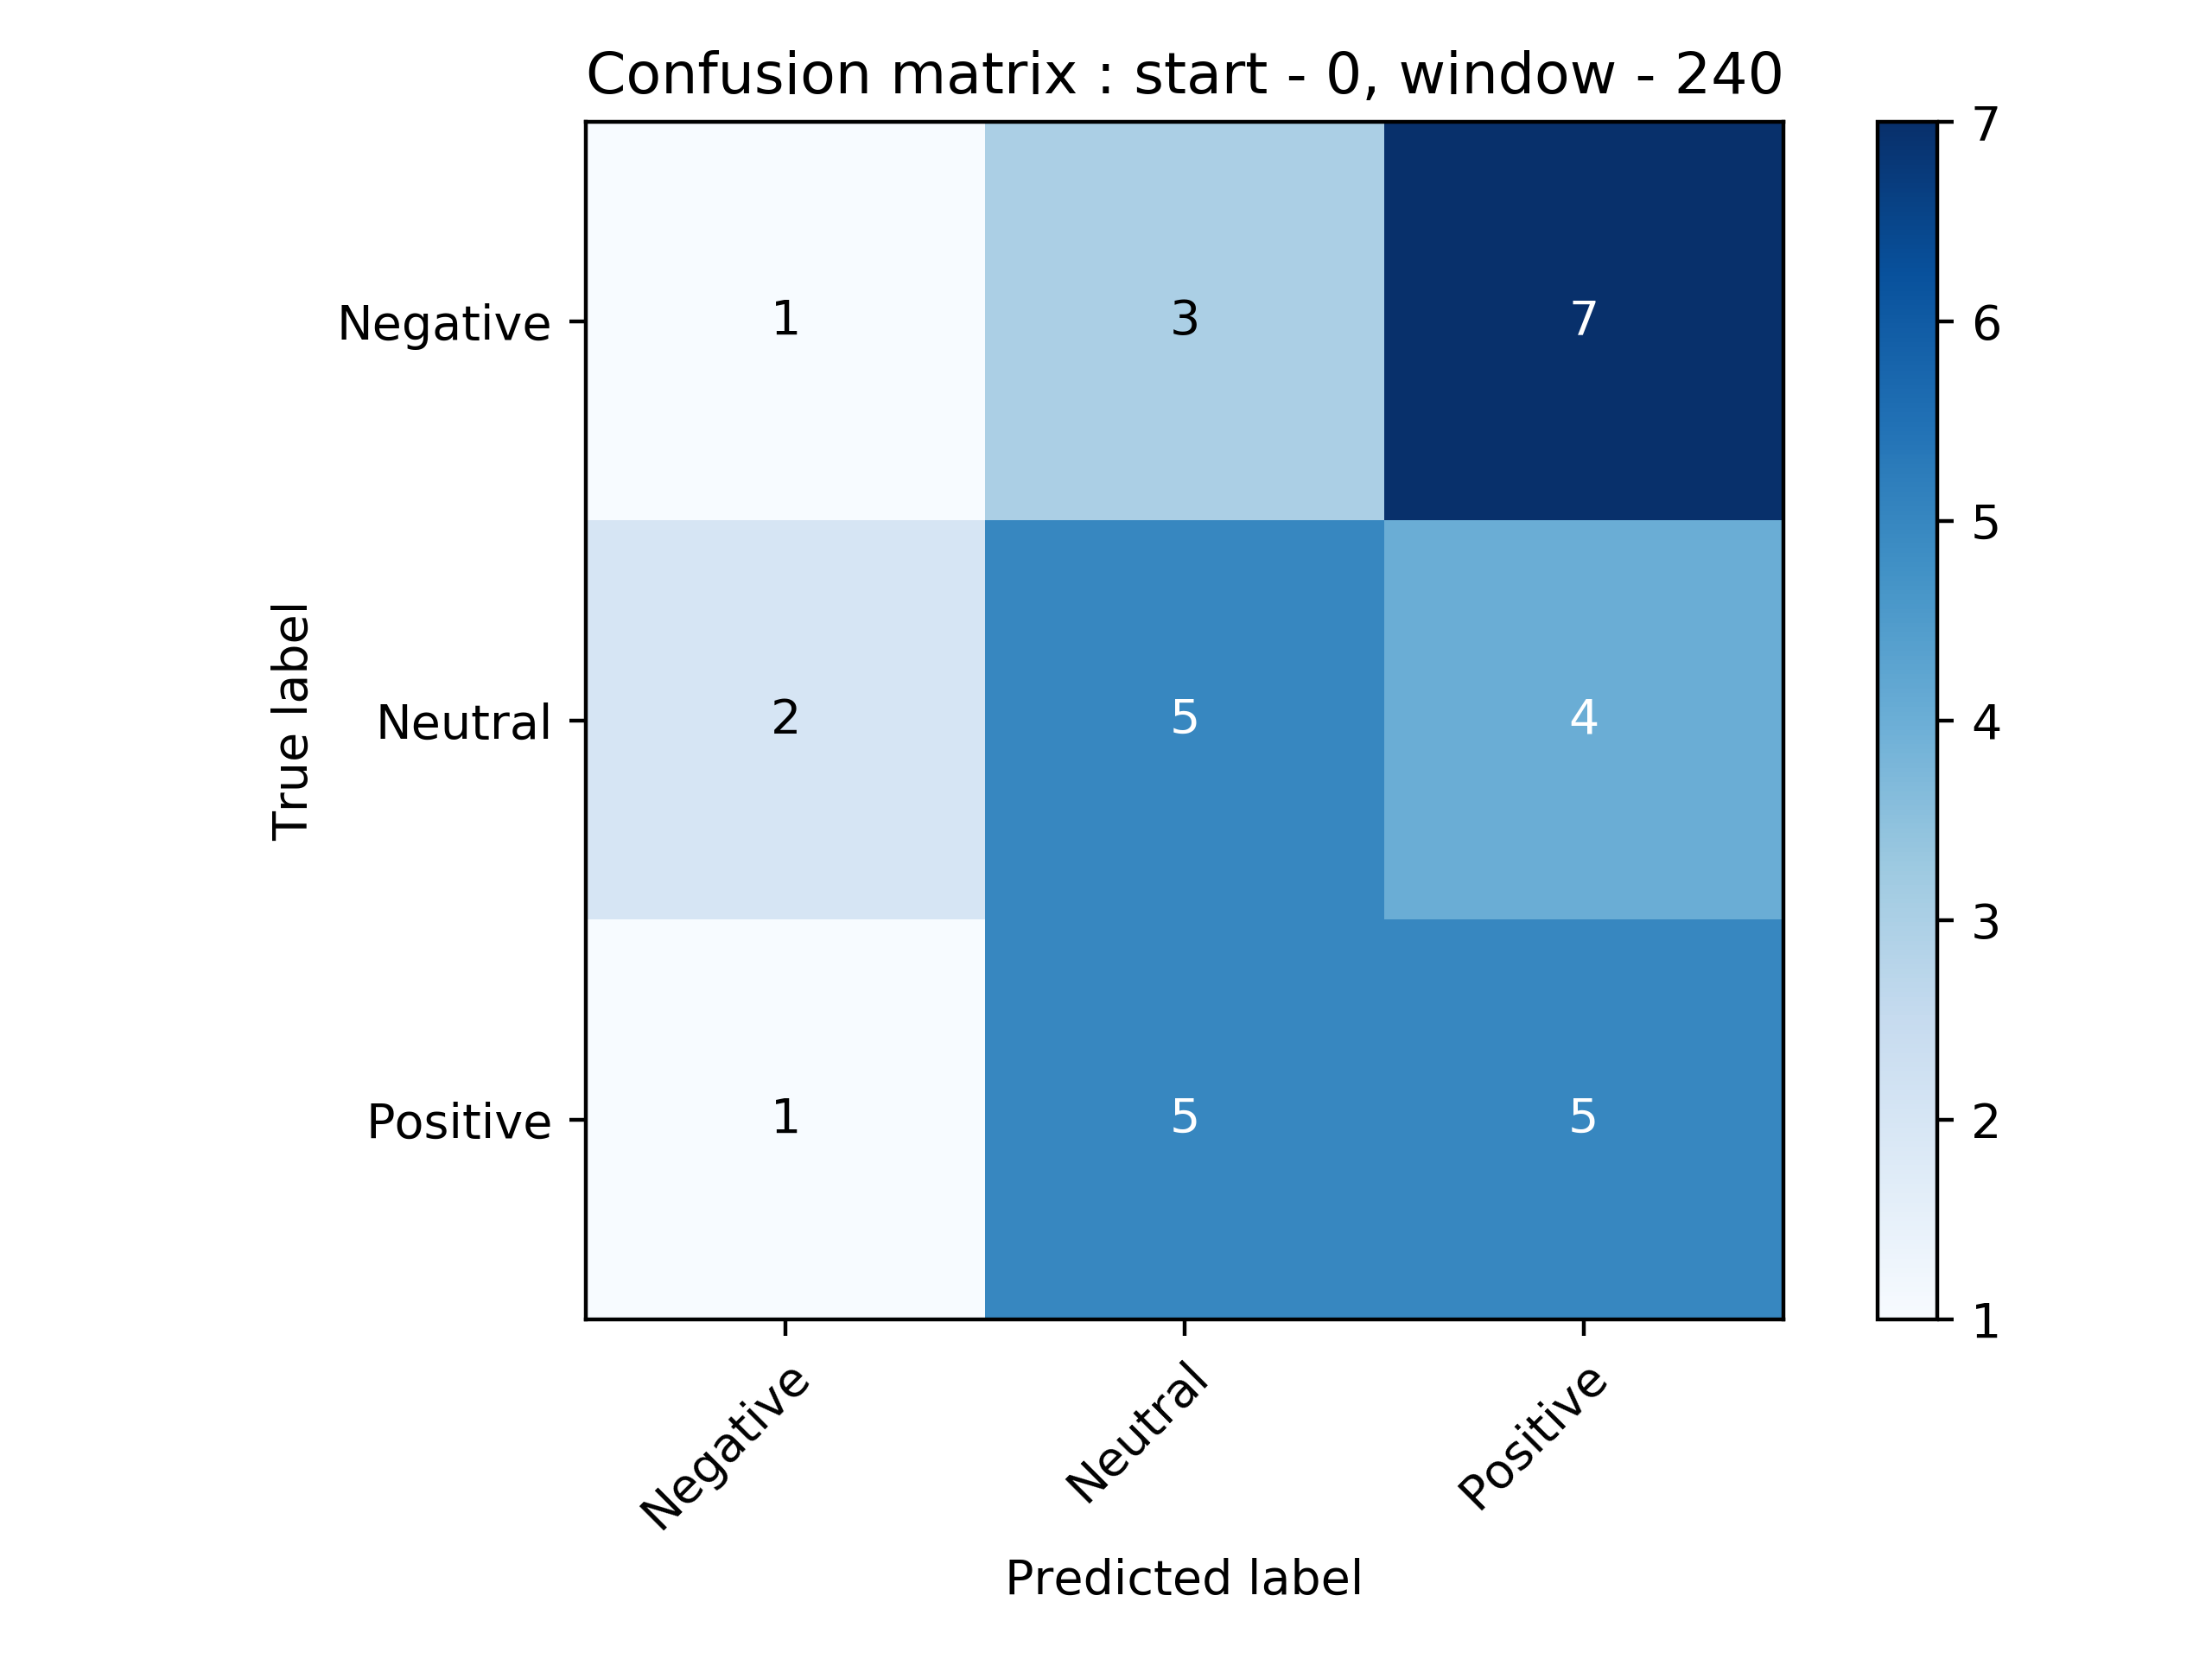 Confusion matrix : start - 0, window - 240
7
Negative 1 3 7
6
5
True label
Neutral 2 5 4
4
3
Positive 1 5 5
2
1
Negative Neutral Positive
Predicted label